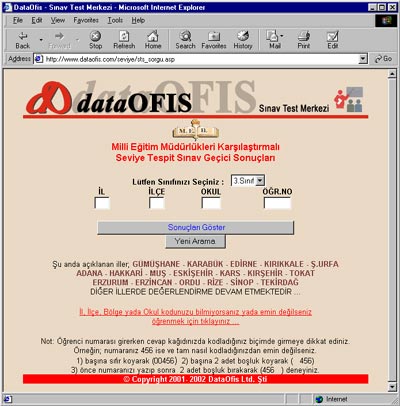 DataOfis - Sınav Test Merkezi - Microsoft Internet Explorer
File Edit View Favorites Tools Help
Back Forward Stop Refresh Home Search Favorites History Mail Print Edit
Address http://www.dataofis.com/seviye/sts_sorgu.asp Go
dataOFIS OFIS Sınav Test Merkezi
M. E. B.
Milli Eğitim Müdürlükleri Karşılaştırmalı
Seviye Tespit Sınav Geçici Sonuçları
Lütfen Sınıfınızı Seçiniz : 3.Sınıf
İL İLÇE OKUL ÖĞR.NO
Sonuçları Göster
Yeni Arama
Şu anda açıklanan iller; GÜMÜŞHANE - KARABÜK - EDİRNE - KIRIKKALE - Ş.URFA
ADANA - HAKKARİ - MUŞ - ESKİŞEHİR - KARS - KIRŞEHİR - TOKAT
ERZURUM - ERZİNCAN - ORDU - RİZE - SİNOP - TEKİRDAĞ
DİĞER İLLERDE DEĞERLENDİRME DEVAM ETMEKTEDİR ...
İl, İlçe, Bölge yada Okul kodunuzu bilmiyorsanız yada emin değilseniz
öğrenmek için tıklayınız ...
Not: Öğrenci numarası girerken cevap kağıdınızda kodladığınız biçimde girmeye dikkat ediniz.
Örneğin; numaranız 456 ise ve tam nasıl kodladığınızdan emin değilseniz.
1) başına sıfır koyarak (00456) 2) başına 2 adet boşluk koyarak ( 456)
3) önce numaranızı yazıp sonra 2 adet boşluk bırakarak (456 ) deneyiniz.
© Copyright 2001- 2002 DataOfis Ltd. Şti
Internet